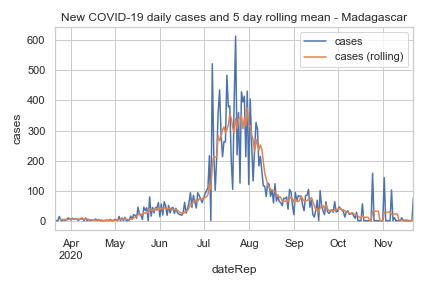 New COVID-19 daily cases and 5 day rolling mean - Madagascar
cases
cases (rolling)
600
500
400
300
200
100
0
cases
Apr
2020
May
Jun
Jul
Aug
Sep
Oct
Nov
dateRep